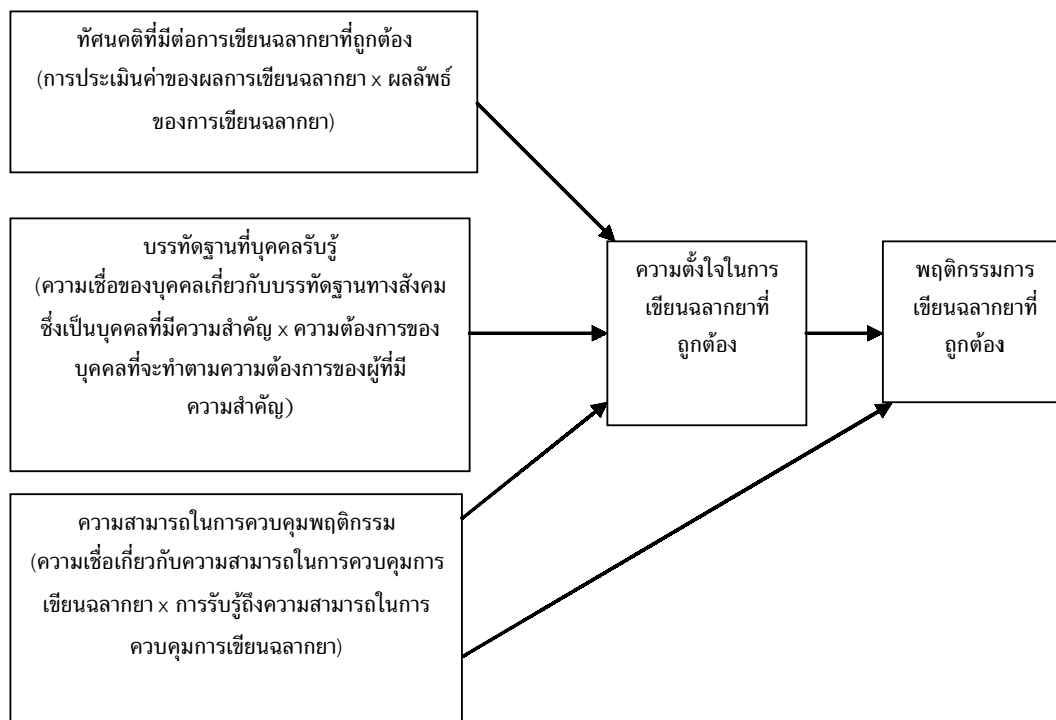 ทัศนคติที่มีต่อการเขียนฉลากยาที่ถูกต้อง
(การประเมินค่าของผลการเขียนฉลากยา x ผลลัพธ์
ของการเขียนฉลากยา)
บรรทัดฐานที่บุคคลรับรู้
(ความเชื่อของบุคคลเกี่ยวกับบรรทัดฐานทางสังคม
ซึ่งเป็นบุคคลที่มีความสำคัญ x ความต้องการของ
บุคคลที่จะทำตามความต้องการของผู้ที่มี
ความสำคัญ)
ความสามารถในการควบคุมพฤติกรรม
(ความเชื่อเกี่ยวกับความสามารถในการควบคุมการ
เขียนฉลากยา x การรับรู้ถึงความสามารถในการ
ควบคุมการเขียนฉลากยา)
ความตั้งใจในการ
เขียนฉลากยาที่
ถูกต้อง
พฤติกรรมการ
เขียนฉลากยาที่
ถูกต้อง